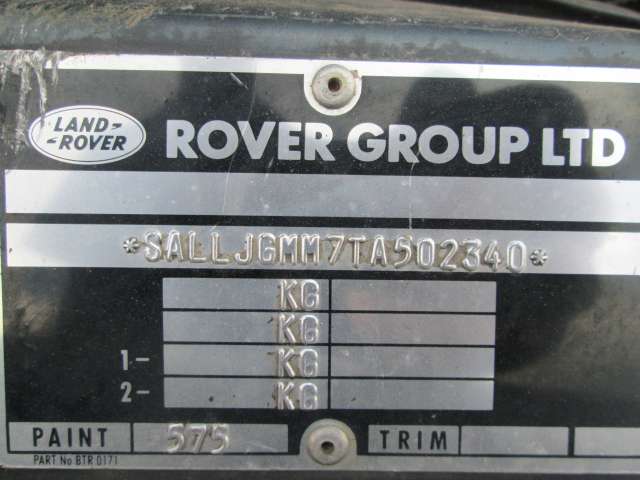 LAND-
-ROVER
ROVER GROUP LTD
*SALLJGMM7TA502340*
KG
KG
1- KG
2- KG
PAINT 575 TRIM
PART No BTR 0171